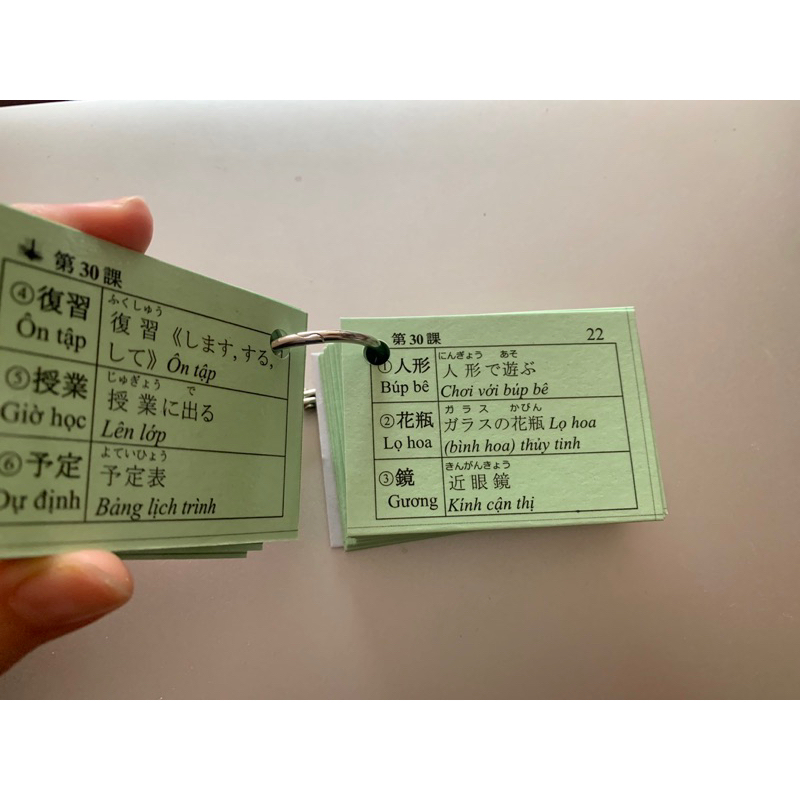 第30課
④復習
Ôn tập
ふくしゅう
復習《します,する,
して》 Ôn tập
⑤授業
Giờ học
じゅぎょう で
授業に出る
Lên lớp
⑥予定
Dự định
よていひょう
予定表
Bảng lịch trình
第30課 22
①人形
Búp bê
にんぎょう あそ
人形で遊ぶ
Chơi với búp bê
②花瓶
Lọ hoa
ガラス かびん
ガラスの花瓶 Lọ hoa
(bình hoa) thủy tinh
③鏡
Gương
きんがんきょう
近眼鏡
Kính cận thị